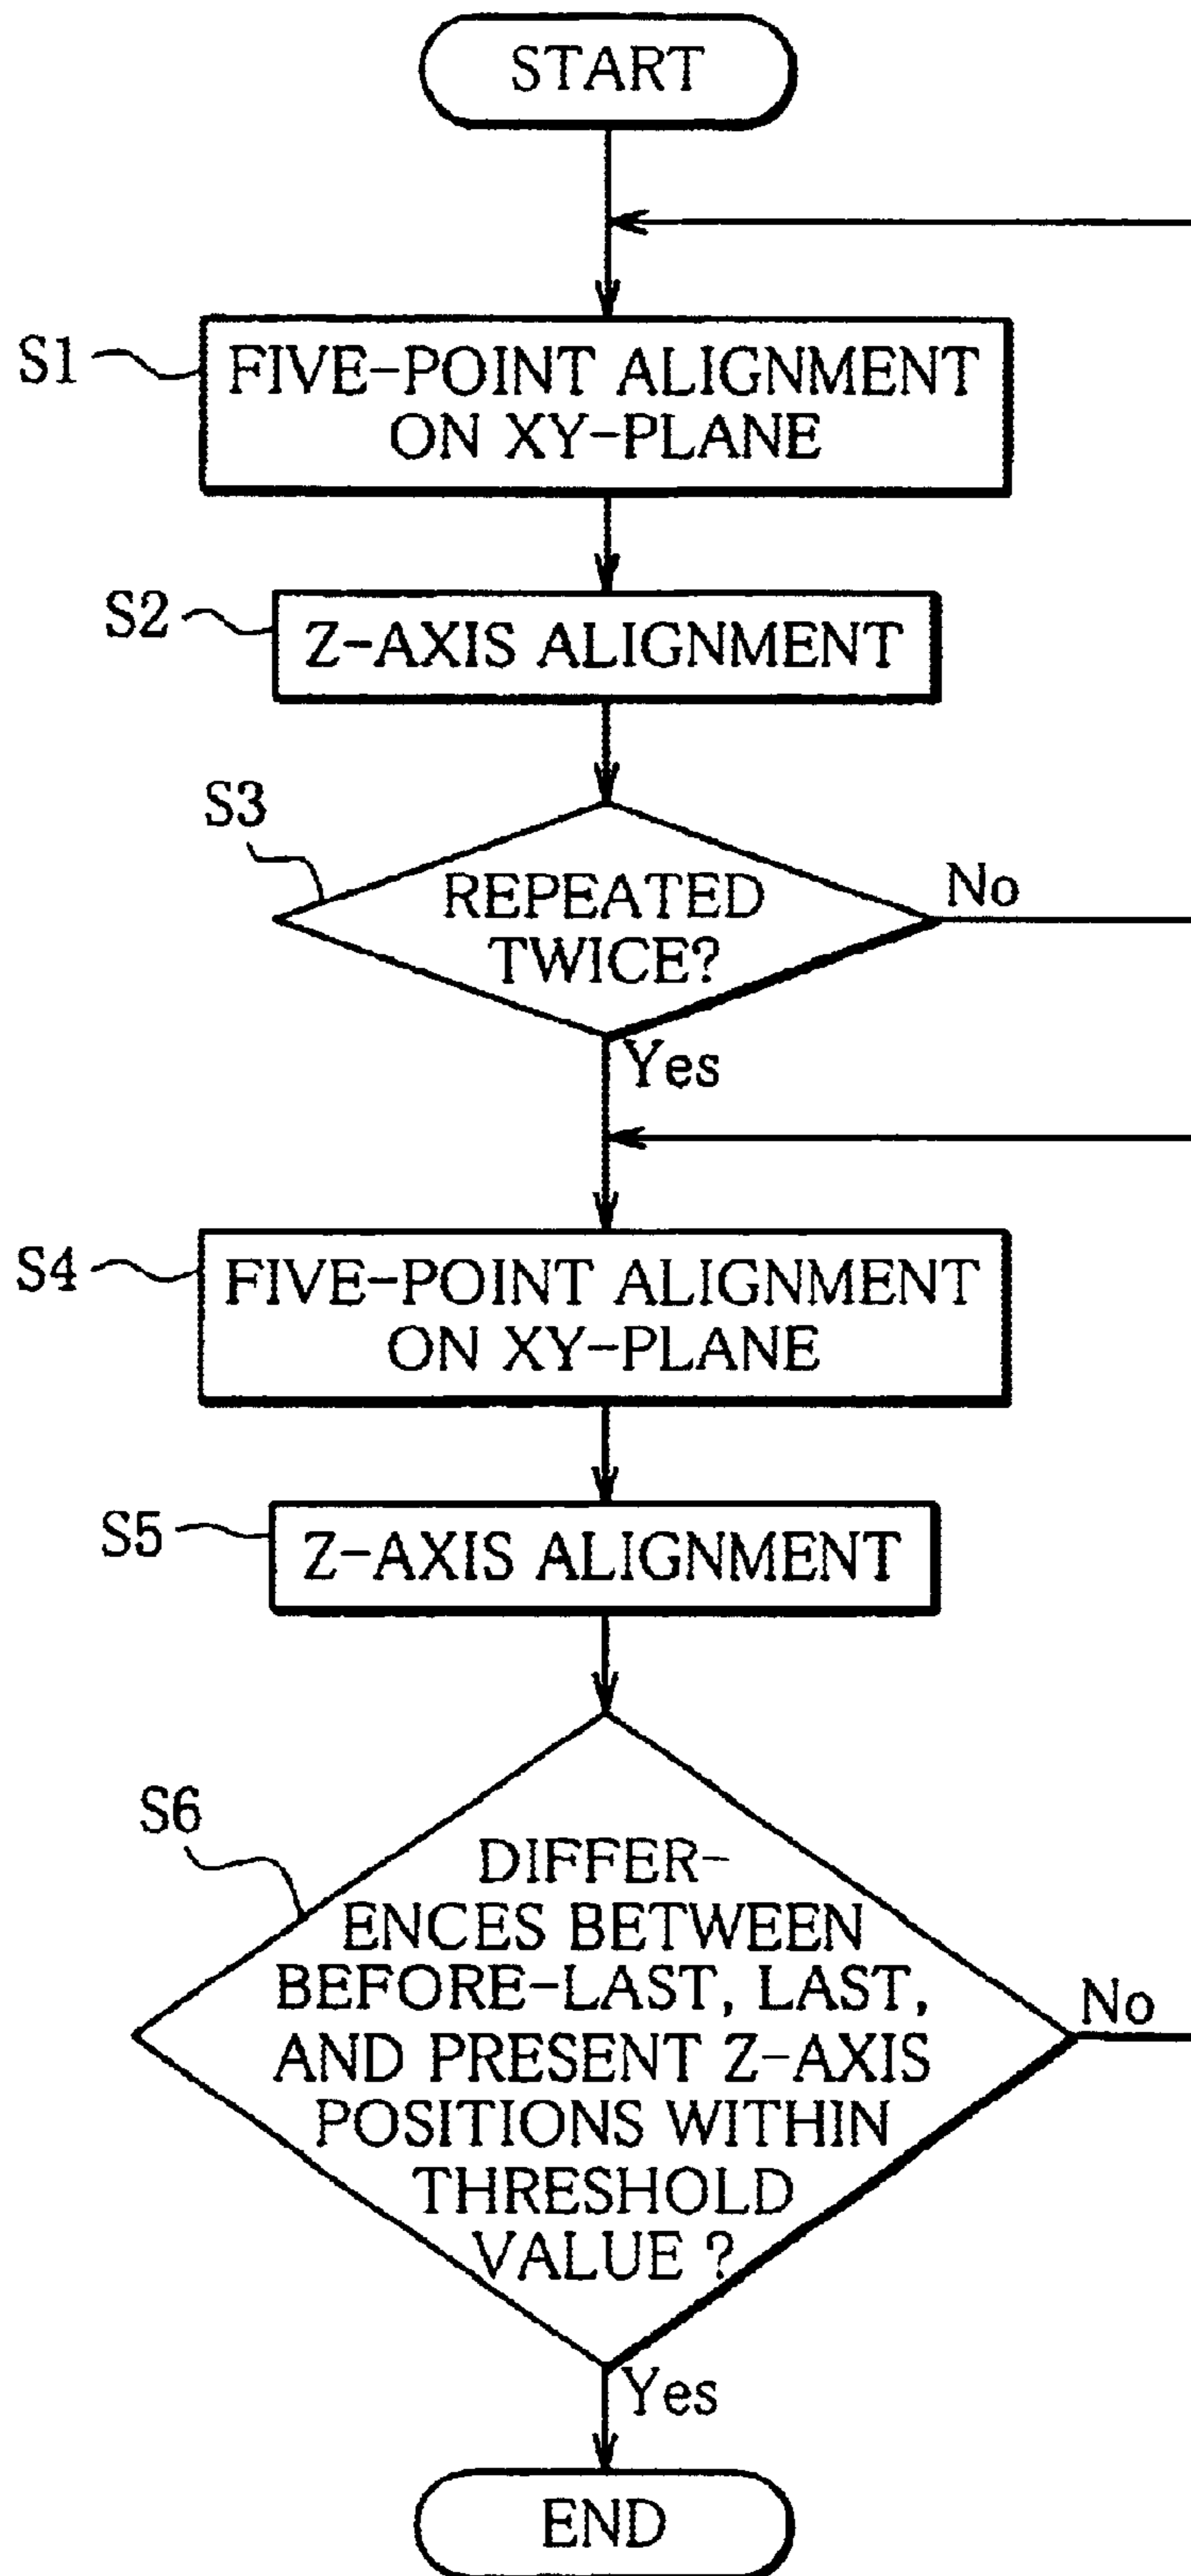 START
S1
FIVE-POINT ALIGNMENT
ON XY-PLANE
S2
Z-AXIS ALIGNMENT
S3
REPEATED
TWICE?
No
Yes
S4
FIVE-POINT ALIGNMENT
ON XY-PLANE
S5
Z-AXIS ALIGNMENT
S6
DIFFER-
ENCES BETWEEN
BEFORE-LAST, LAST,
AND PRESENT Z-AXIS
POSITIONS WITHIN
THRESHOLD
VALUE ?
No
Yes
END